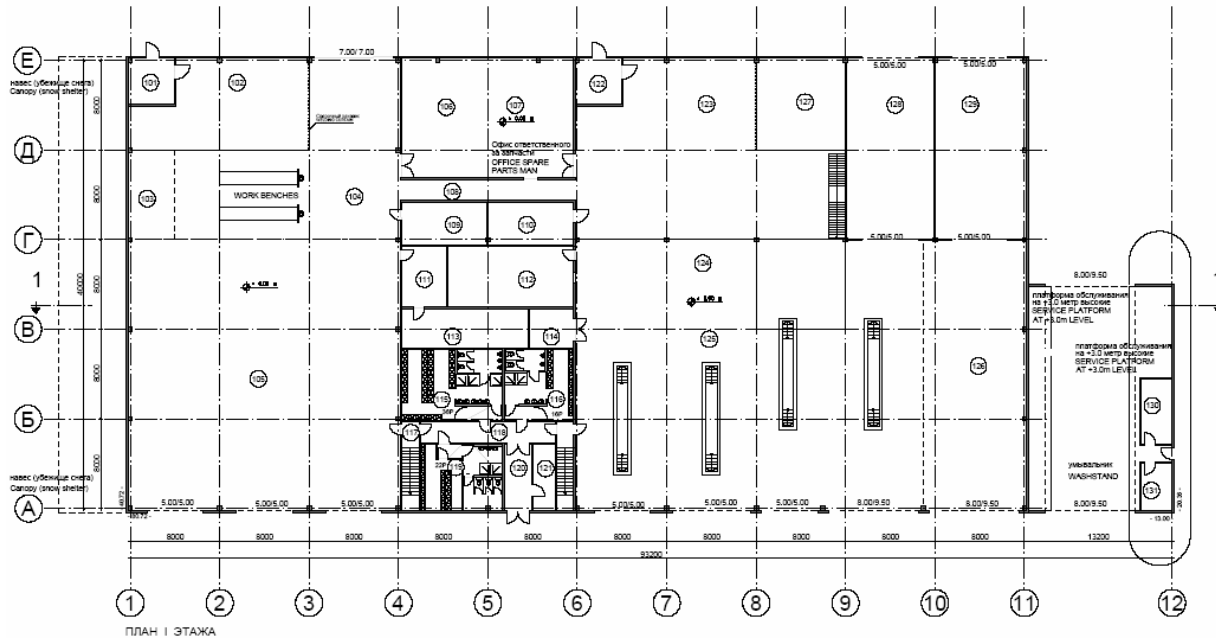 Е
7.00/ 7.00
5.00/5.00
5.00/5.00
навес (убежище снега)
Canopy (snow shelter)
101
102
106
107
122
123
127
128
129
8000
Офис ответственного
за запчасти
OFFICE SPARE
PARTS MAN
Д
WORK BENCHES
103
104
108
8000
109
110
Г
5.00/5.00
5.00/5.00
40000
8000
1
111
112
124
8.00/9.50
1
платформа обслуживания
на +3.0 метр высокие
SERVICE PLATFORM
AT +3.0m LEVEL
В
113
114
125
платформа обслуживания
на +3.0 метр высокие
SERVICE PLATFORM
AT +3.0m LEVEL
105
126
8000
115
116
36P
16P
130
Б
117
118
119
22P
120
121
умывальник
WASHSTAND
8000
131
навес (убежище снега)
Canopy (snow shelter)
А
5.00/5.00
5.00/5.00
5.00/5.00
5.00/5.00
5.00/5.00
5.00/5.00
8.00/9.50
8.00/9.50
8.00/9.50
- 13.00
8000
8000
8000
8000
8000
8000
8000
8000
8000
8000
13200
93200
1
2
3
4
5
6
7
8
9
10
11
12
ПЛАН I ЭТАЖА